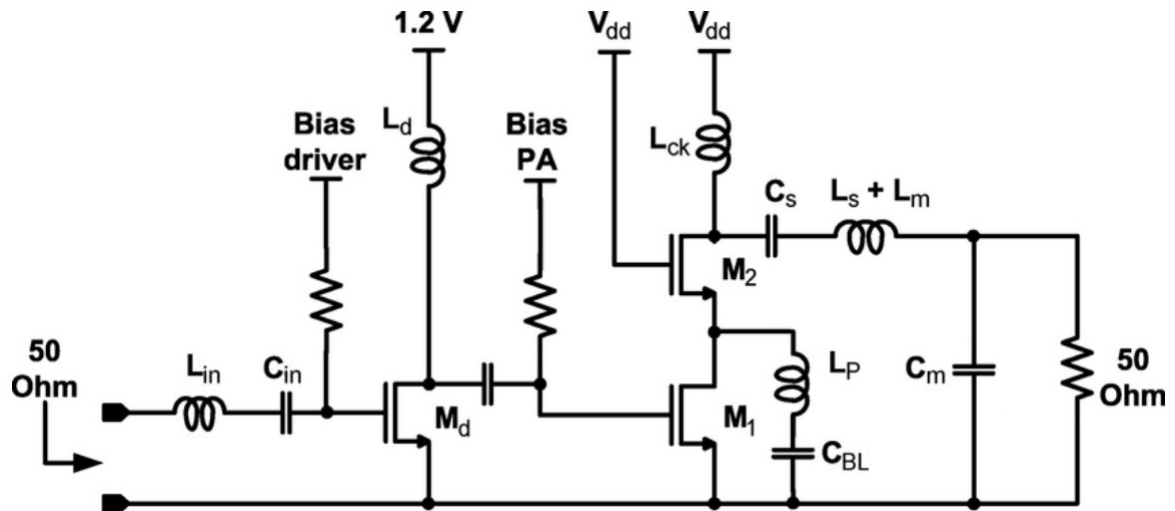 1.2 V
V_dd
V_dd
L_d
Bias
driver
Bias
PA
L_ck
C_s
L_s + L_m
M_2
50
Ohm
L_in
C_in
M_d
M_1
L_P
C_BL
C_m
50
Ohm